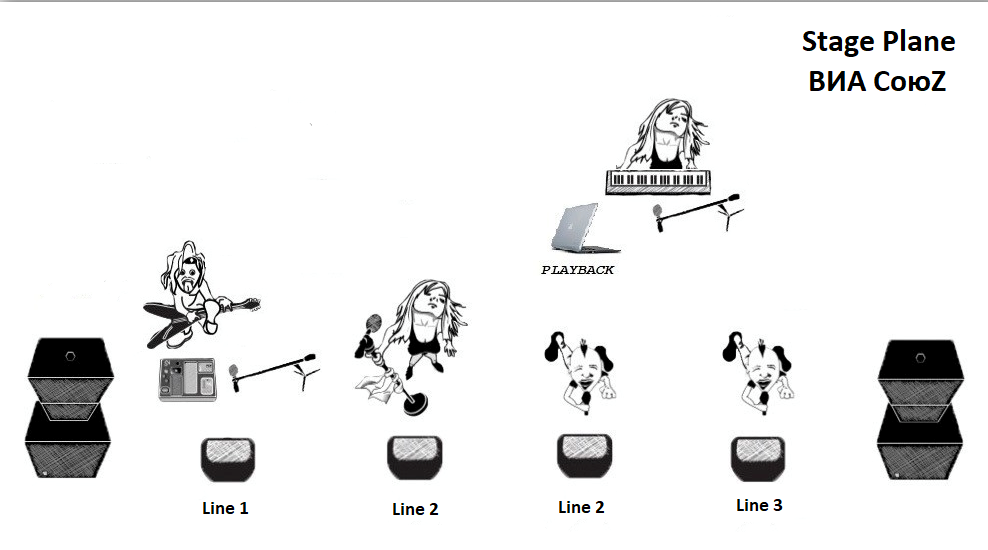 Stage Plane
ВИА СоюZ
PLAYBACK
Line 1
Line 2
Line 2
Line 3